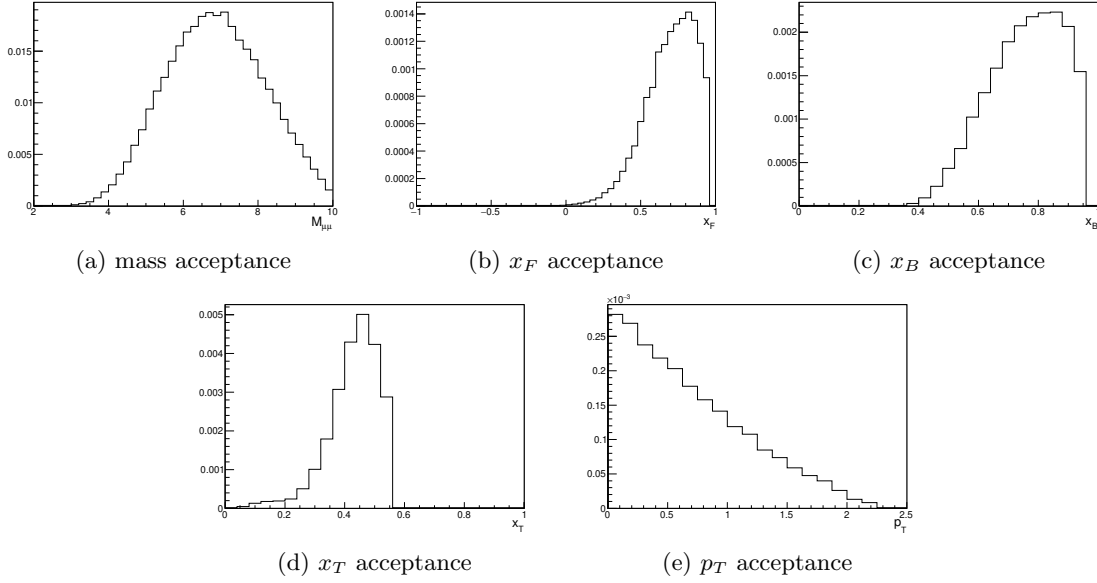 0.015
0.01
0.005
0
2 4 6 8 10
M_μμ
(a) mass acceptance
0.0014
0.0012
0.001
0.0008
0.0006
0.0004
0.0002
0
−1 −0.5 0 0.5 1
x_F
(b) x_F acceptance
0.002
0.0015
0.001
0.0005
0
0 0.2 0.4 0.6 0.8
x_B
(c) x_B acceptance
0.005
0.004
0.003
0.002
0.001
0
0 0.2 0.4 0.6 0.8 1
x_T
(d) x_T acceptance
×10⁻³
0.25
0.2
0.15
0.1
0.05
0
0 0.5 1 1.5 2 2.5
p_T
(e) p_T acceptance